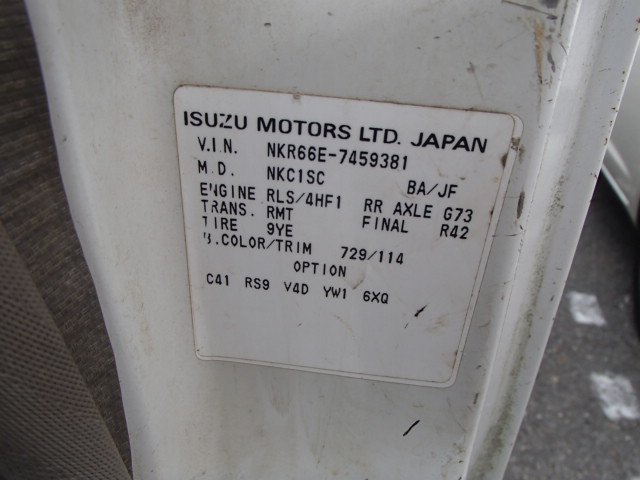 ISUZU MOTORS LTD. JAPAN
V.I.N. NKR66E-7459381
M.D. NKC1SC BA/JF
ENGINE RLS/4HF1 RR AXLE G73
TRANS. RMT FINAL R42
TIRE 9YE
B.COLOR/TRIM 729/114
OPTION
C41 RS9 V4D YW1 6XQ